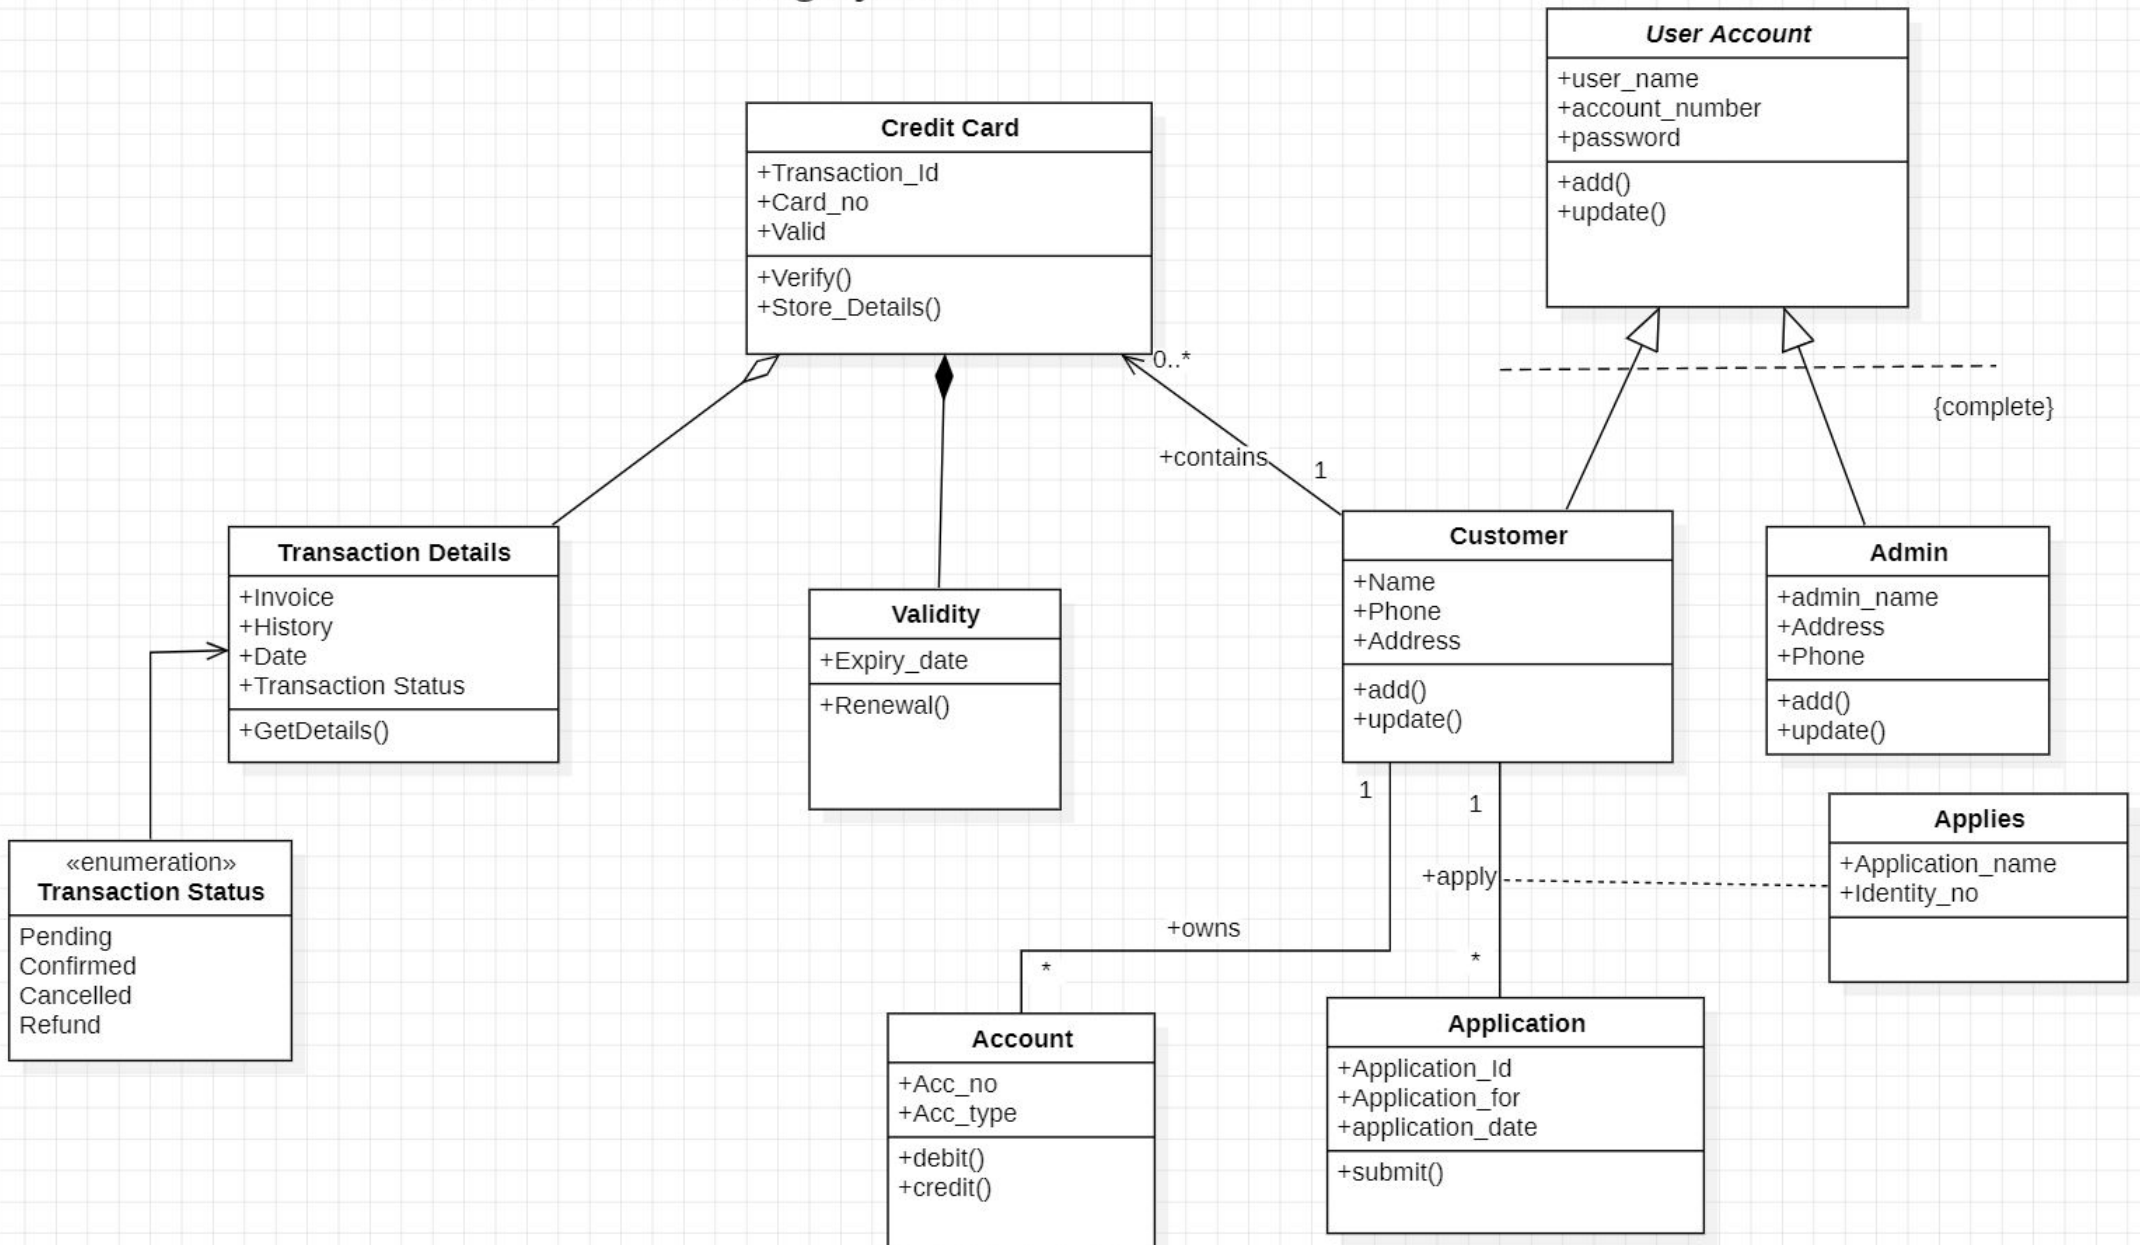 User Account
+user_name
+account_number
+password
+add()
+update()
Credit Card
+Transaction_Id
+Card_no
+Valid
+Verify()
+Store_Details()
0..*
{complete}
+contains
1
Transaction Details
+Invoice
+History
+Date
+Transaction Status
+GetDetails()
Validity
+Expiry_date
+Renewal()
Customer
+Name
+Phone
+Address
+add()
+update()
Admin
+admin_name
+Address
+Phone
+add()
+update()
1
1
«enumeration»
Transaction Status
Pending
Confirmed
Cancelled
Refund
+apply
Applies
+Application_name
+Identity_no
+owns
*
*
Account
+Acc_no
+Acc_type
+debit()
+credit()
Application
+Application_Id
+Application_for
+application_date
+submit()